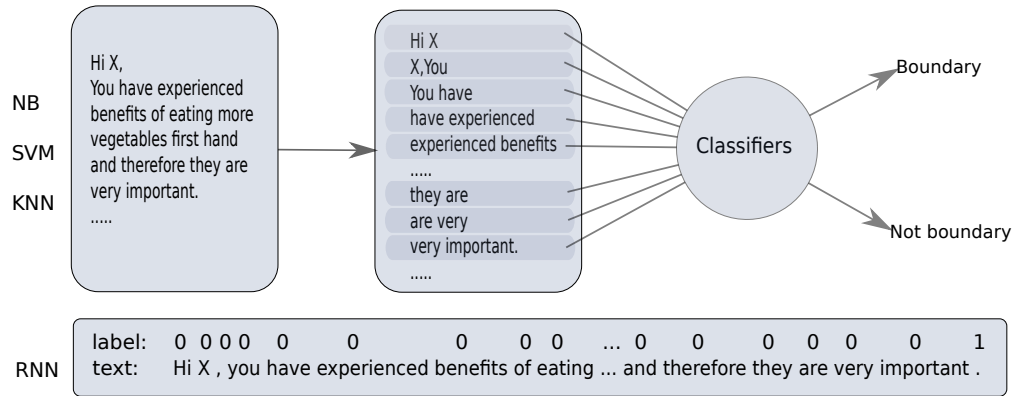 NB
SVM
KNN
Hi X,
You have experienced
benefits of eating more
vegetables first hand
and therefore they are
very important.
.....
Hi X
X,You
You have
have experienced
experienced benefits
.....
they are
are very
very important.
.....
Classifiers
Boundary
Not boundary
RNN
label: 0 0 0 0 0 0 0 0 0 ... 0 0 0 0 0 0 1
text: Hi X , you have experienced benefits of eating ... and therefore they are very important .